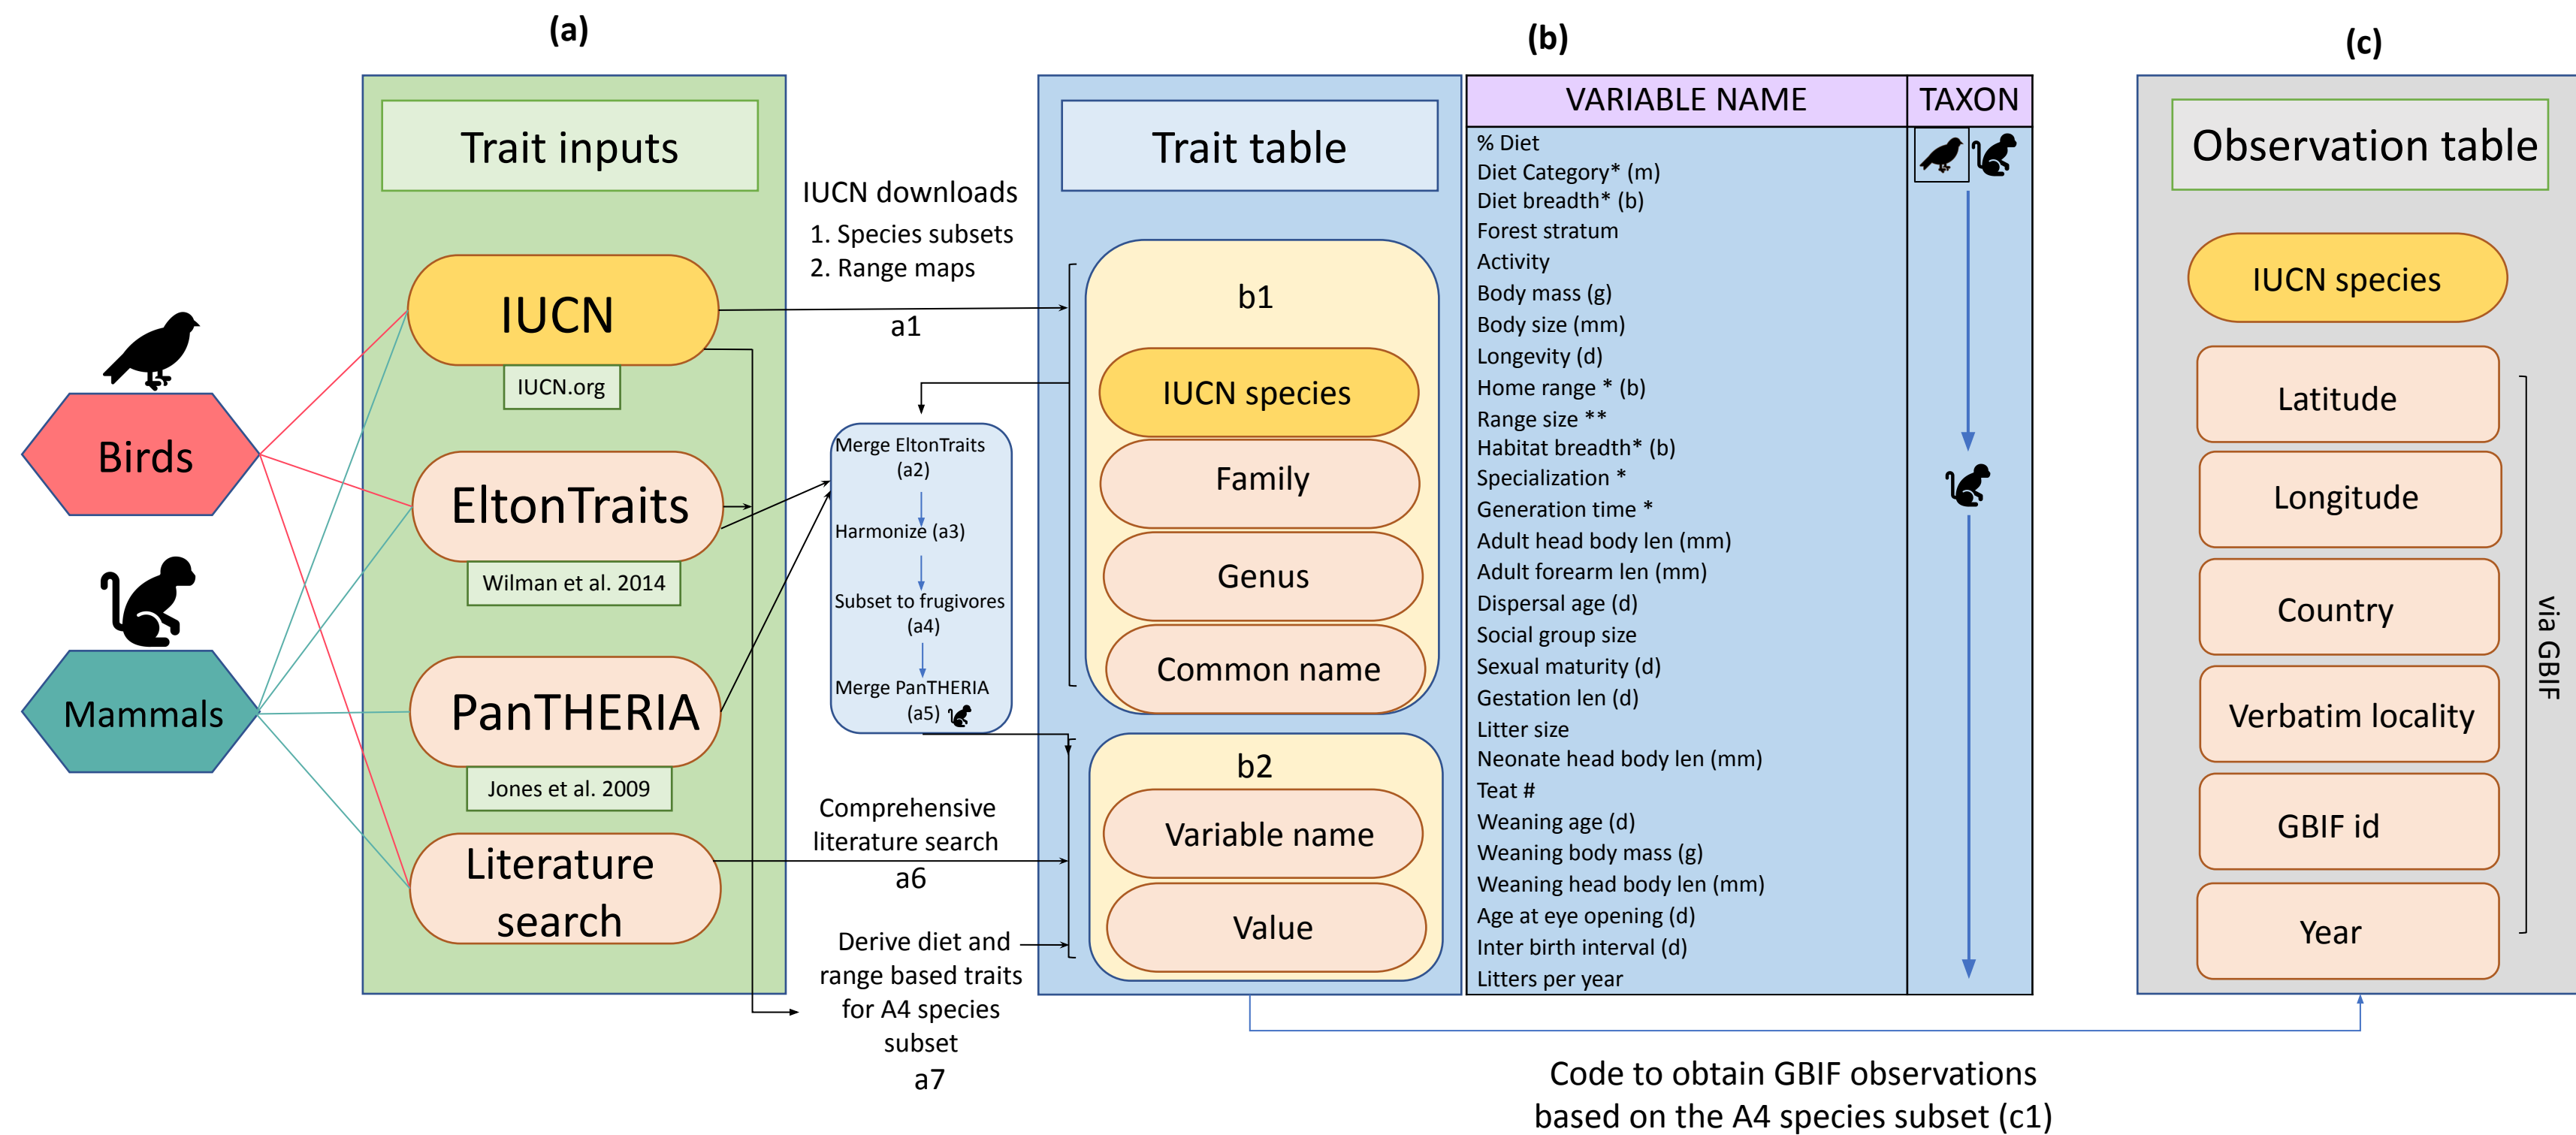 (a)
(b)
(c)
Birds
Mammals
Trait inputs
IUCN
IUCN.org
EltonTraits
Wilman et al. 2014
PanTHERIA
Jones et al. 2009
Literature
search
IUCN downloads
1. Species subsets
2. Range maps
a1
Merge EltonTraits
(a2)
Harmonize (a3)
Subset to frugivores
(a4)
Merge PanTHERIA
(a5)
Comprehensive
literature search
a6
Derive diet and
range based traits
for A4 species
subset
a7
Trait table
b1
IUCN species
Family
Genus
Common name
b2
Variable name
Value
VARIABLE NAME
TAXON
% Diet
Diet Category* (m)
Diet breadth* (b)
Forest stratum
Activity
Body mass (g)
Body size (mm)
Longevity (d)
Home range * (b)
Range size **
Habitat breadth* (b)
Specialization *
Generation time *
Adult head body len (mm)
Adult forearm len (mm)
Dispersal age (d)
Social group size
Sexual maturity (d)
Gestation len (d)
Litter size
Neonate head body len (mm)
Teat #
Weaning age (d)
Weaning body mass (g)
Weaning head body len (mm)
Age at eye opening (d)
Inter birth interval (d)
Litters per year
Observation table
IUCN species
Latitude
Longitude
Country
Verbatim locality
GBIF id
Year
via GBIF
Code to obtain GBIF observations
based on the A4 species subset (c1)